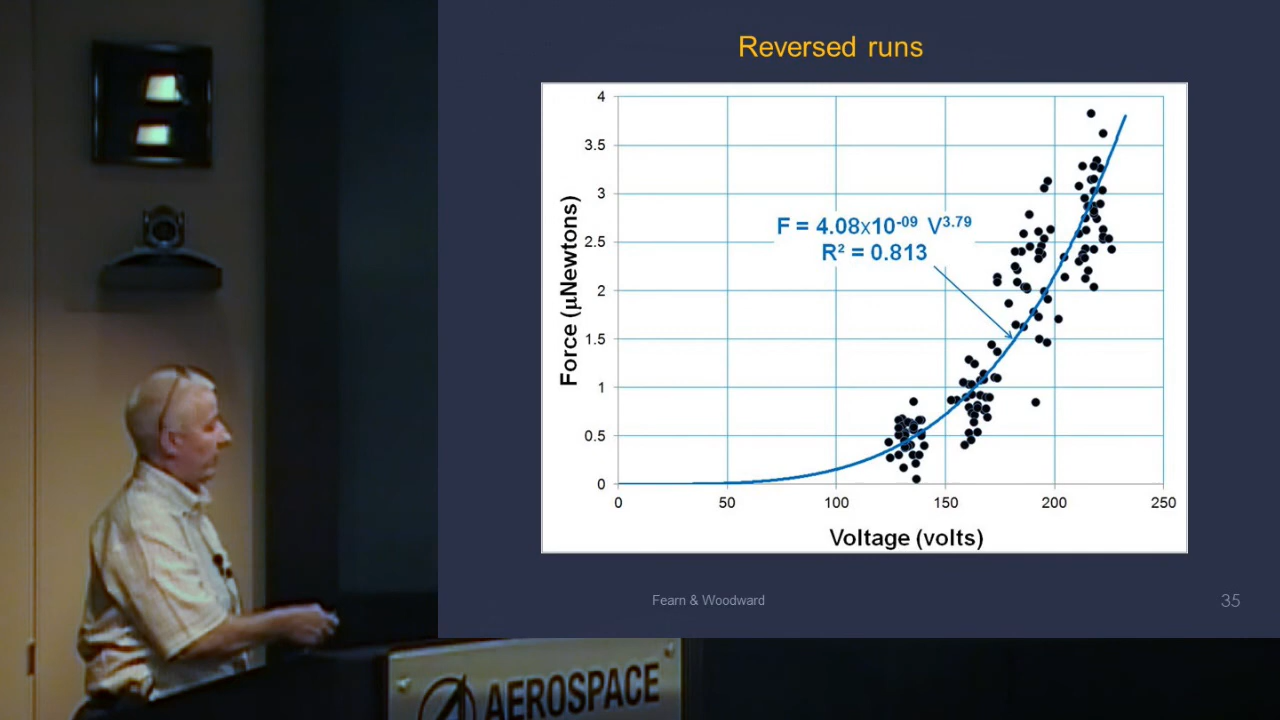 Reversed runs
4
3.5
3
2.5
2
1.5
1
0.5
0
Force (µNewtons)
F = 4.08x10⁻⁰⁹ V³·⁷⁹
R² = 0.813
0 50 100 150 200 250
Voltage (volts)
Fearn & Woodward
35
AEROSPACE